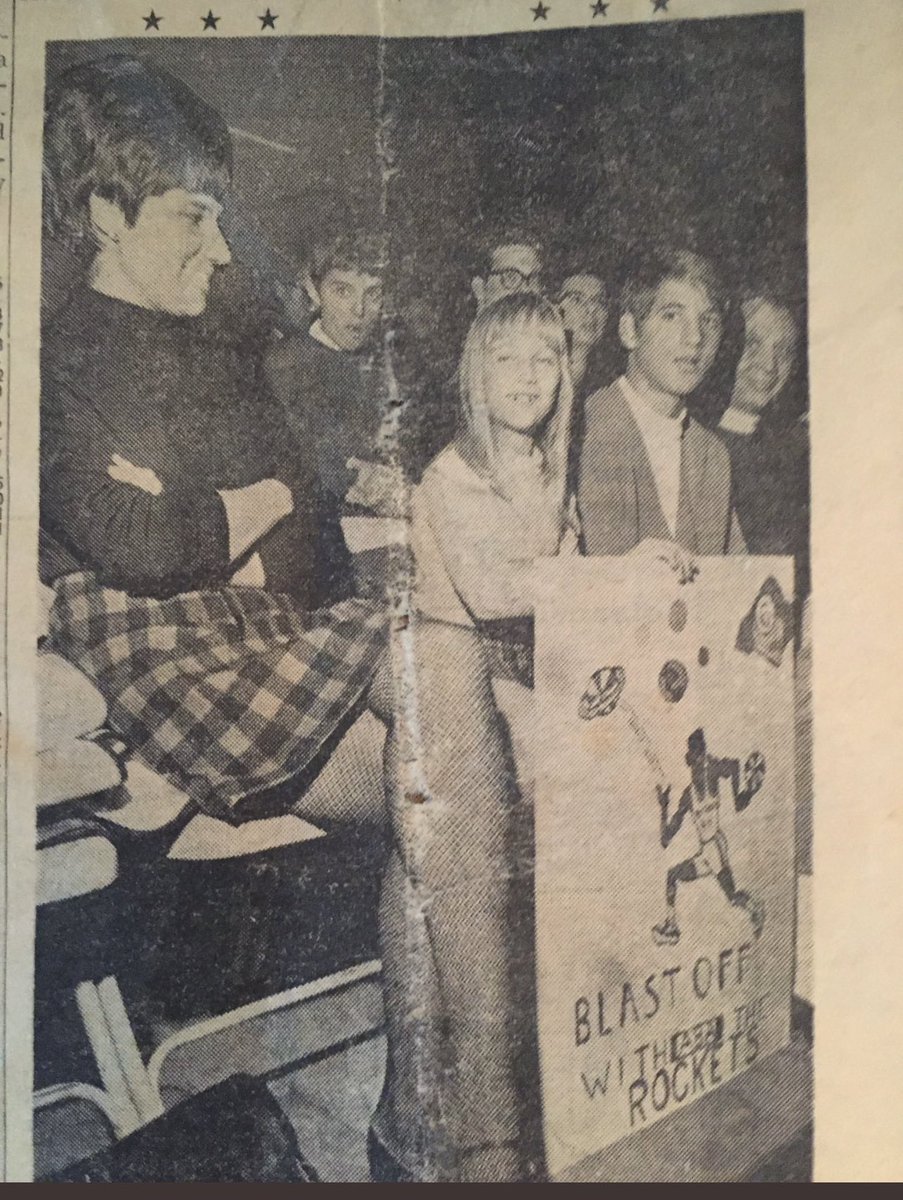 BLAST OFF
WITH THE
ROCKETS